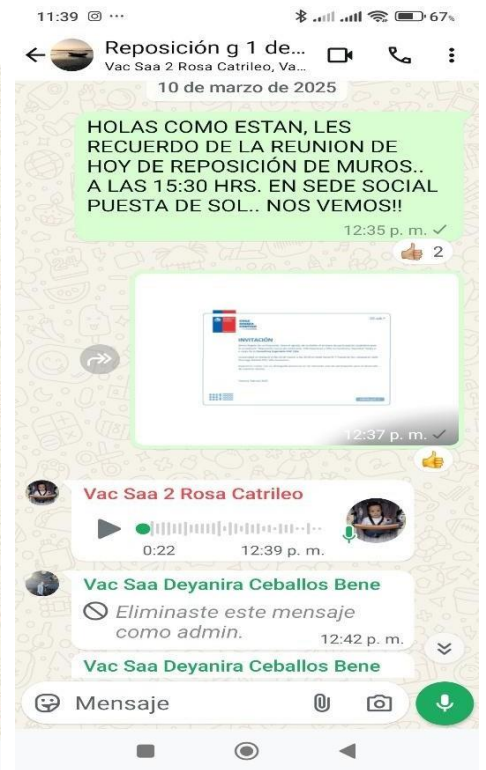 11:39
67%
Reposición g 1 de...
Vac Saa 2 Rosa Catrileo, Va...
10 de marzo de 2025
HOLAS COMO ESTAN, LES
RECUERDO DE LA REUNION DE
HOY DE REPOSICIÓN DE MUROS..
A LAS 15:30 HRS. EN SEDE SOCIAL
PUESTA DE SOL.. NOS VEMOS!!
12:35 p. m.
2
INVITACIÓN
12:37 p. m.
Vac Saa 2 Rosa Catrileo
0:22
12:39 p. m.
Vac Saa Deyanira Ceballos Bene
Eliminaste este mensaje
como admin.
12:42 p. m.
Vac Saa Deyanira Ceballos Bene
Mensaje